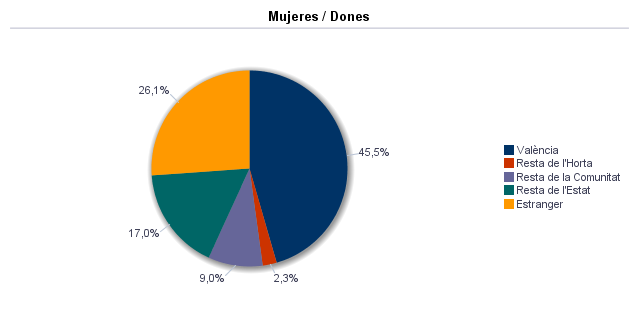 Mujeres / Dones
26,1%
45,5%
17,0%
9,0%
2,3%
València
Resta de l'Horta
Resta de la Comunitat
Resta de l'Estat
Estranger